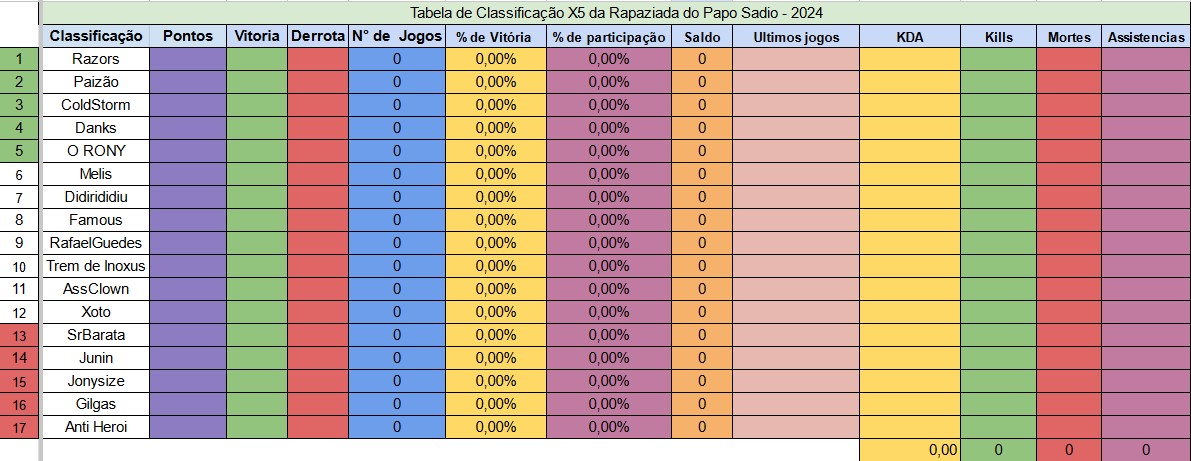 Tabela de Classificação X5 da Rapaziada do Papo Sadio - 2024
Classificação Pontos Vitoria Derrota N° de Jogos % de Vitória % de participação Saldo Ultimos jogos KDA Kills Mortes Assistencias
1 Razors 0 0,00% 0,00% 0
2 Paizão 0 0,00% 0,00% 0
3 ColdStorm 0 0,00% 0,00% 0
4 Danks 0 0,00% 0,00% 0
5 O RONY 0 0,00% 0,00% 0
6 Melis 0 0,00% 0,00% 0
7 Didirididiu 0 0,00% 0,00% 0
8 Famous 0 0,00% 0,00% 0
9 RafaelGuedes 0 0,00% 0,00% 0
10 Trem de Inoxus 0 0,00% 0,00% 0
11 AssClown 0 0,00% 0,00% 0
12 Xoto 0 0,00% 0,00% 0
13 SrBarata 0 0,00% 0,00% 0
14 Junin 0 0,00% 0,00% 0
15 Jonysize 0 0,00% 0,00% 0
16 Gilgas 0 0,00% 0,00% 0
17 Anti Heroi 0 0,00% 0,00% 0
0,00 0 0 0